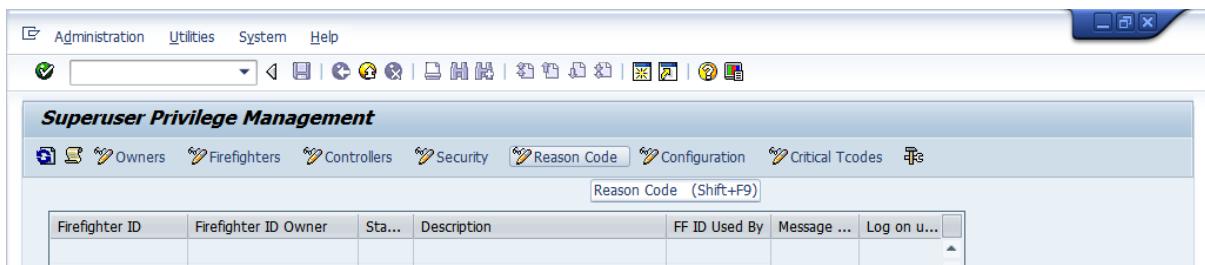 Administration Utilities System Help
Superuser Privilege Management
Owners Firefighters Controllers Security Reason Code Configuration Critical Tcodes
Reason Code (Shift+F9)
Firefighter ID Firefighter ID Owner Sta... Description FF ID Used By Message ... Log on u...